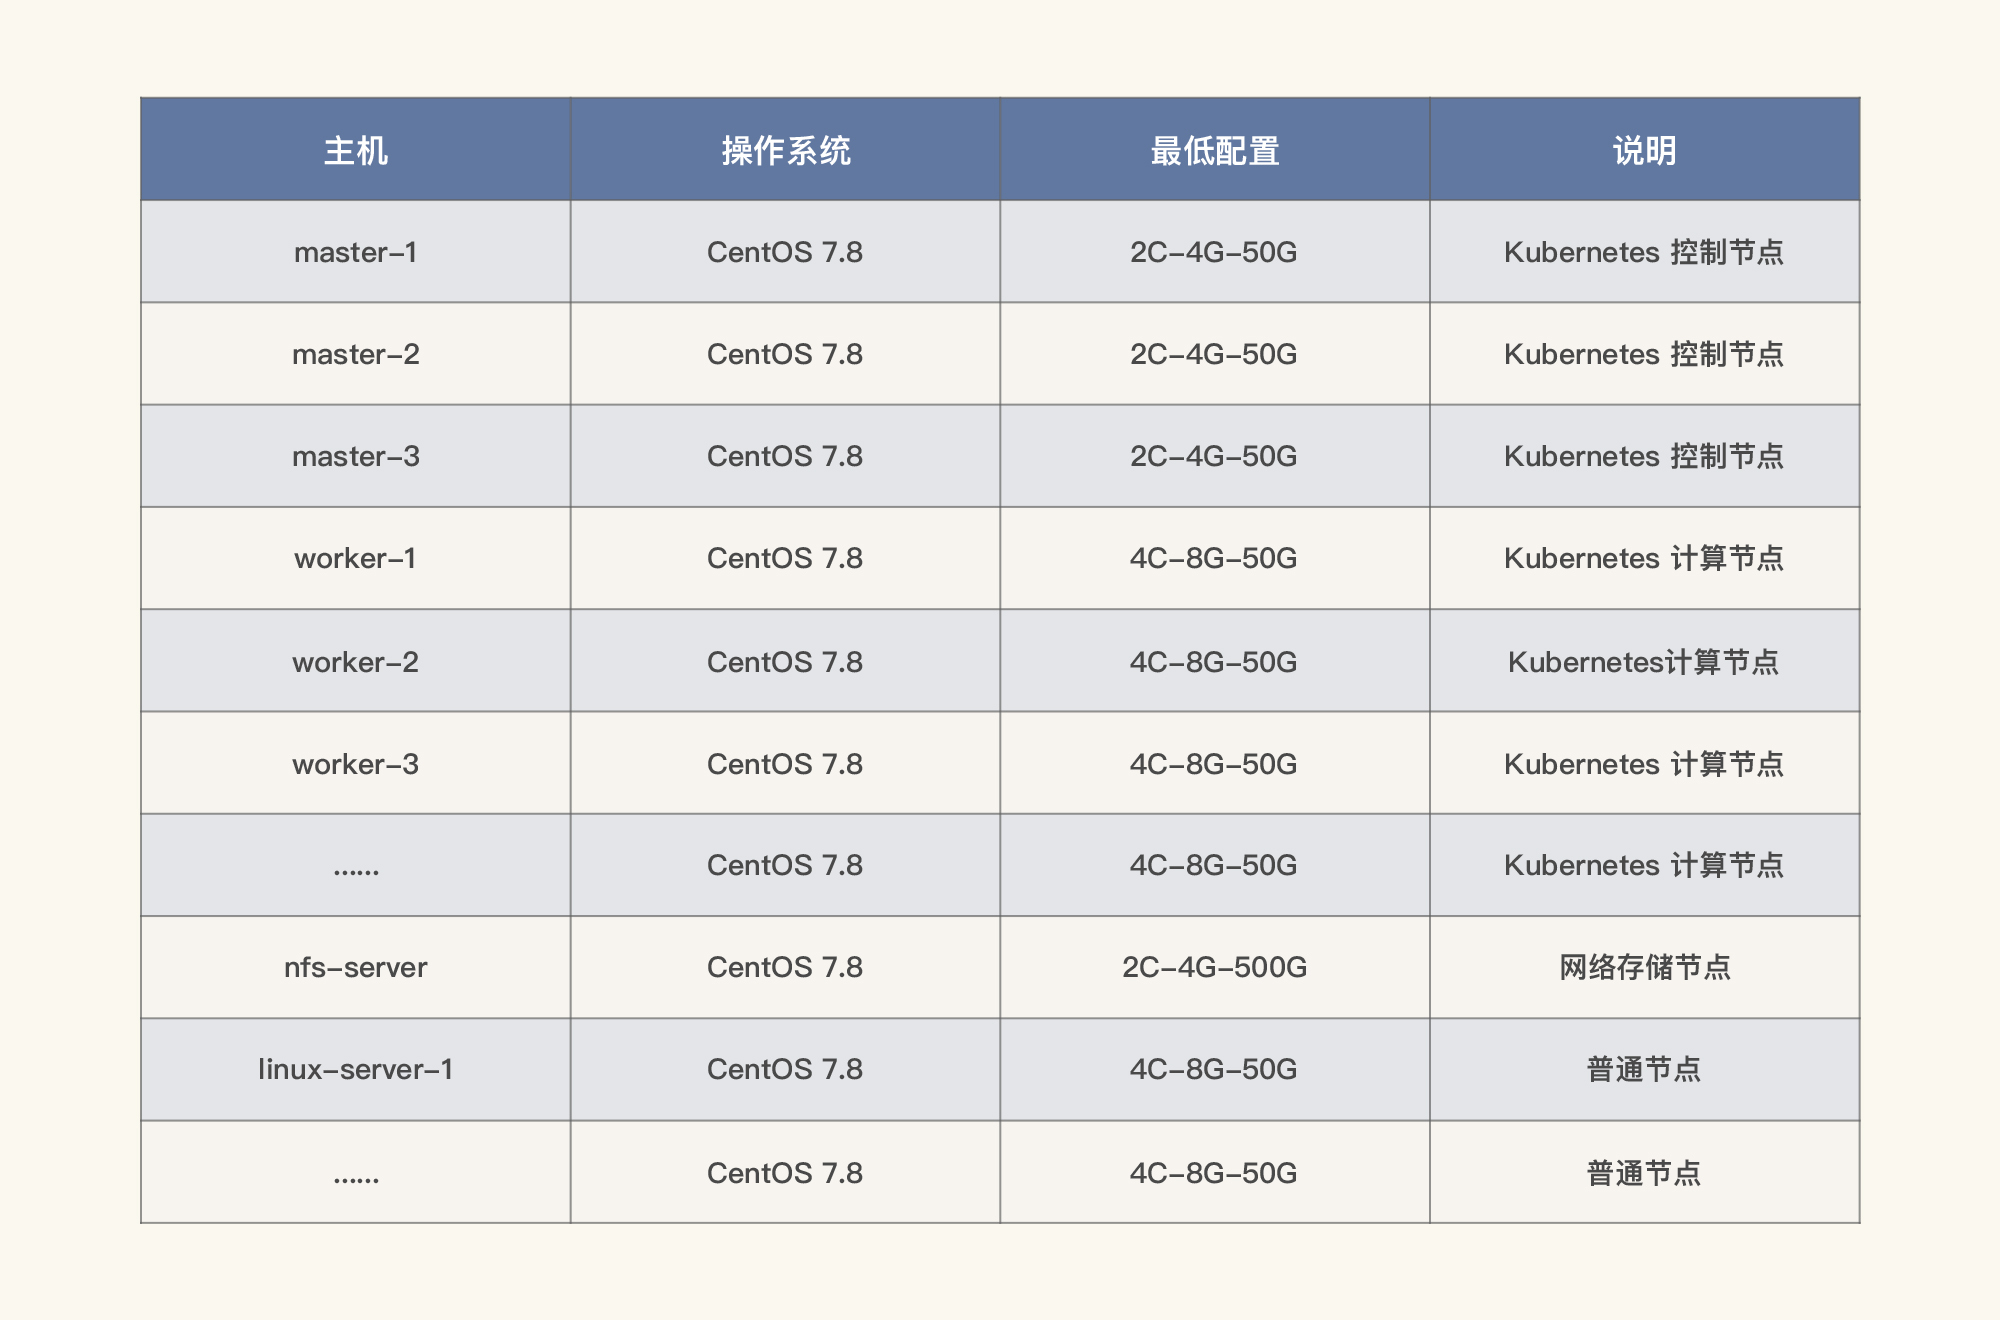 主机 操作系统 最低配置 说明
master-1 CentOS 7.8 2C-4G-50G Kubernetes 控制节点
master-2 CentOS 7.8 2C-4G-50G Kubernetes 控制节点
master-3 CentOS 7.8 2C-4G-50G Kubernetes 控制节点
worker-1 CentOS 7.8 4C-8G-50G Kubernetes 计算节点
worker-2 CentOS 7.8 4C-8G-50G Kubernetes计算节点
worker-3 CentOS 7.8 4C-8G-50G Kubernetes 计算节点
…… CentOS 7.8 4C-8G-50G Kubernetes 计算节点
nfs-server CentOS 7.8 2C-4G-500G 网络存储节点
linux-server-1 CentOS 7.8 4C-8G-50G 普通节点
…… CentOS 7.8 4C-8G-50G 普通节点